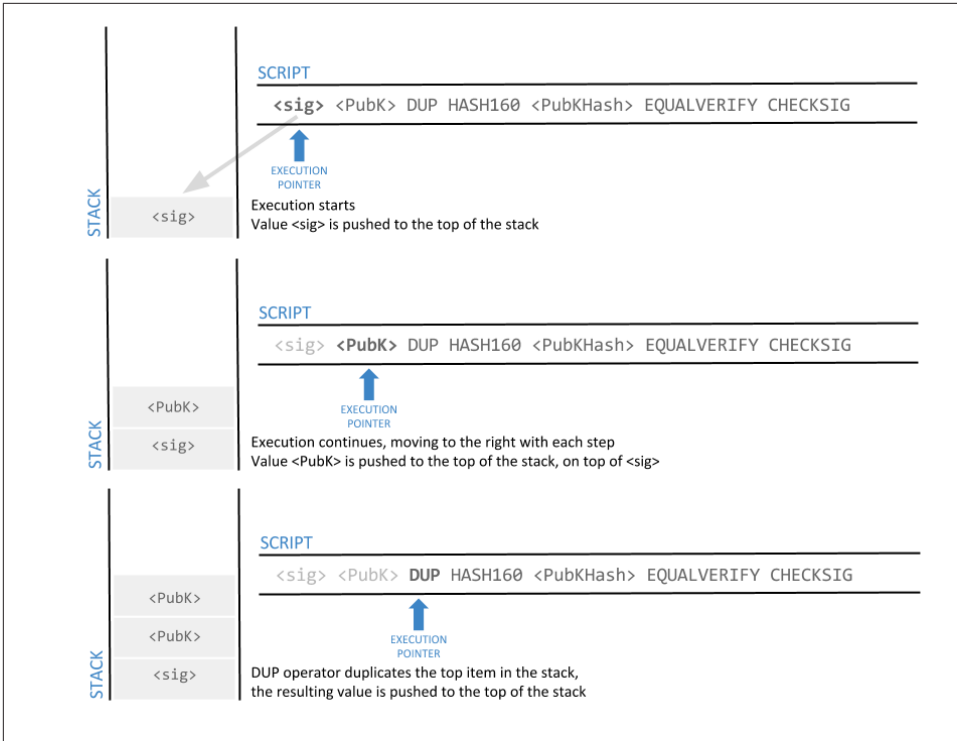 SCRIPT
<sig> <PubK> DUP HASH160 <PubKHash> EQUALVERIFY CHECKSIG
EXECUTION
POINTER
STACK
<sig>
Execution starts
Value <sig> is pushed to the top of the stack
SCRIPT
<sig> <PubK> DUP HASH160 <PubKHash> EQUALVERIFY CHECKSIG
EXECUTION
POINTER
STACK
<PubK>
<sig>
Execution continues, moving to the right with each step
Value <PubK> is pushed to the top of the stack, on top of <sig>
SCRIPT
<sig> <PubK> DUP HASH160 <PubKHash> EQUALVERIFY CHECKSIG
EXECUTION
POINTER
STACK
<PubK>
<PubK>
<sig>
DUP operator duplicates the top item in the stack,
the resulting value is pushed to the top of the stack